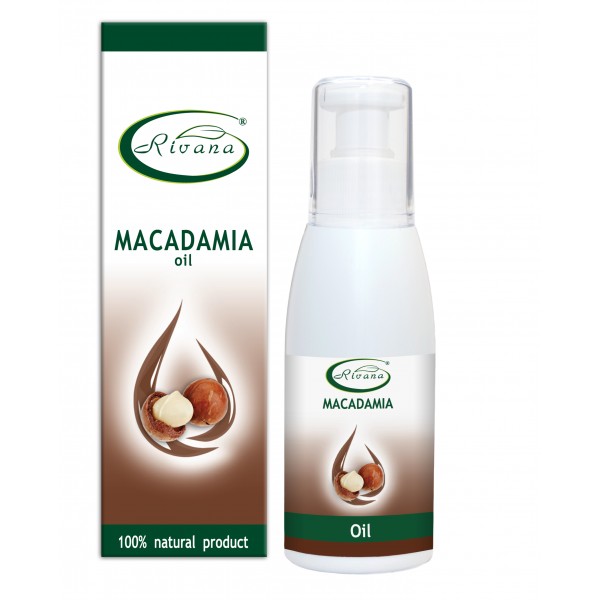 Rivana®
MACADAMIA
oil
100% natural product
Rivana®
MACADAMIA
Oil